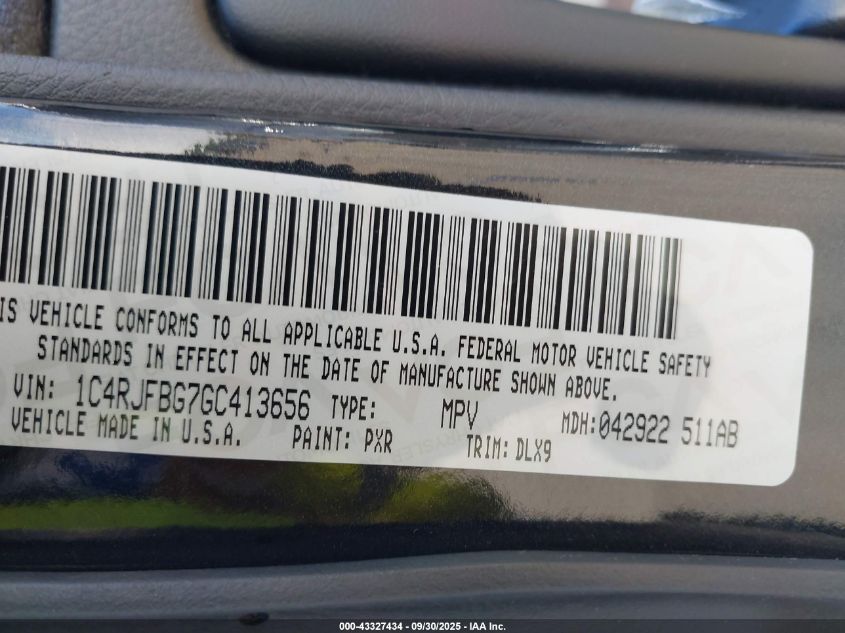 IS VEHICLE CONFORMS TO ALL APPLICABLE U.S.A. FEDERAL MOTOR VEHICLE SAFETY
STANDARDS IN EFFECT ON THE DATE OF MANUFACTURE SHOWN ABOVE.
VIN: 1C4RJFBG7GC413656 TYPE: MPV MDH:042922 511AB
VEHICLE MADE IN U.S.A. PAINT: PXR TRIM: DLX9
000-43327434 - 09/30/2025 - IAA Inc.